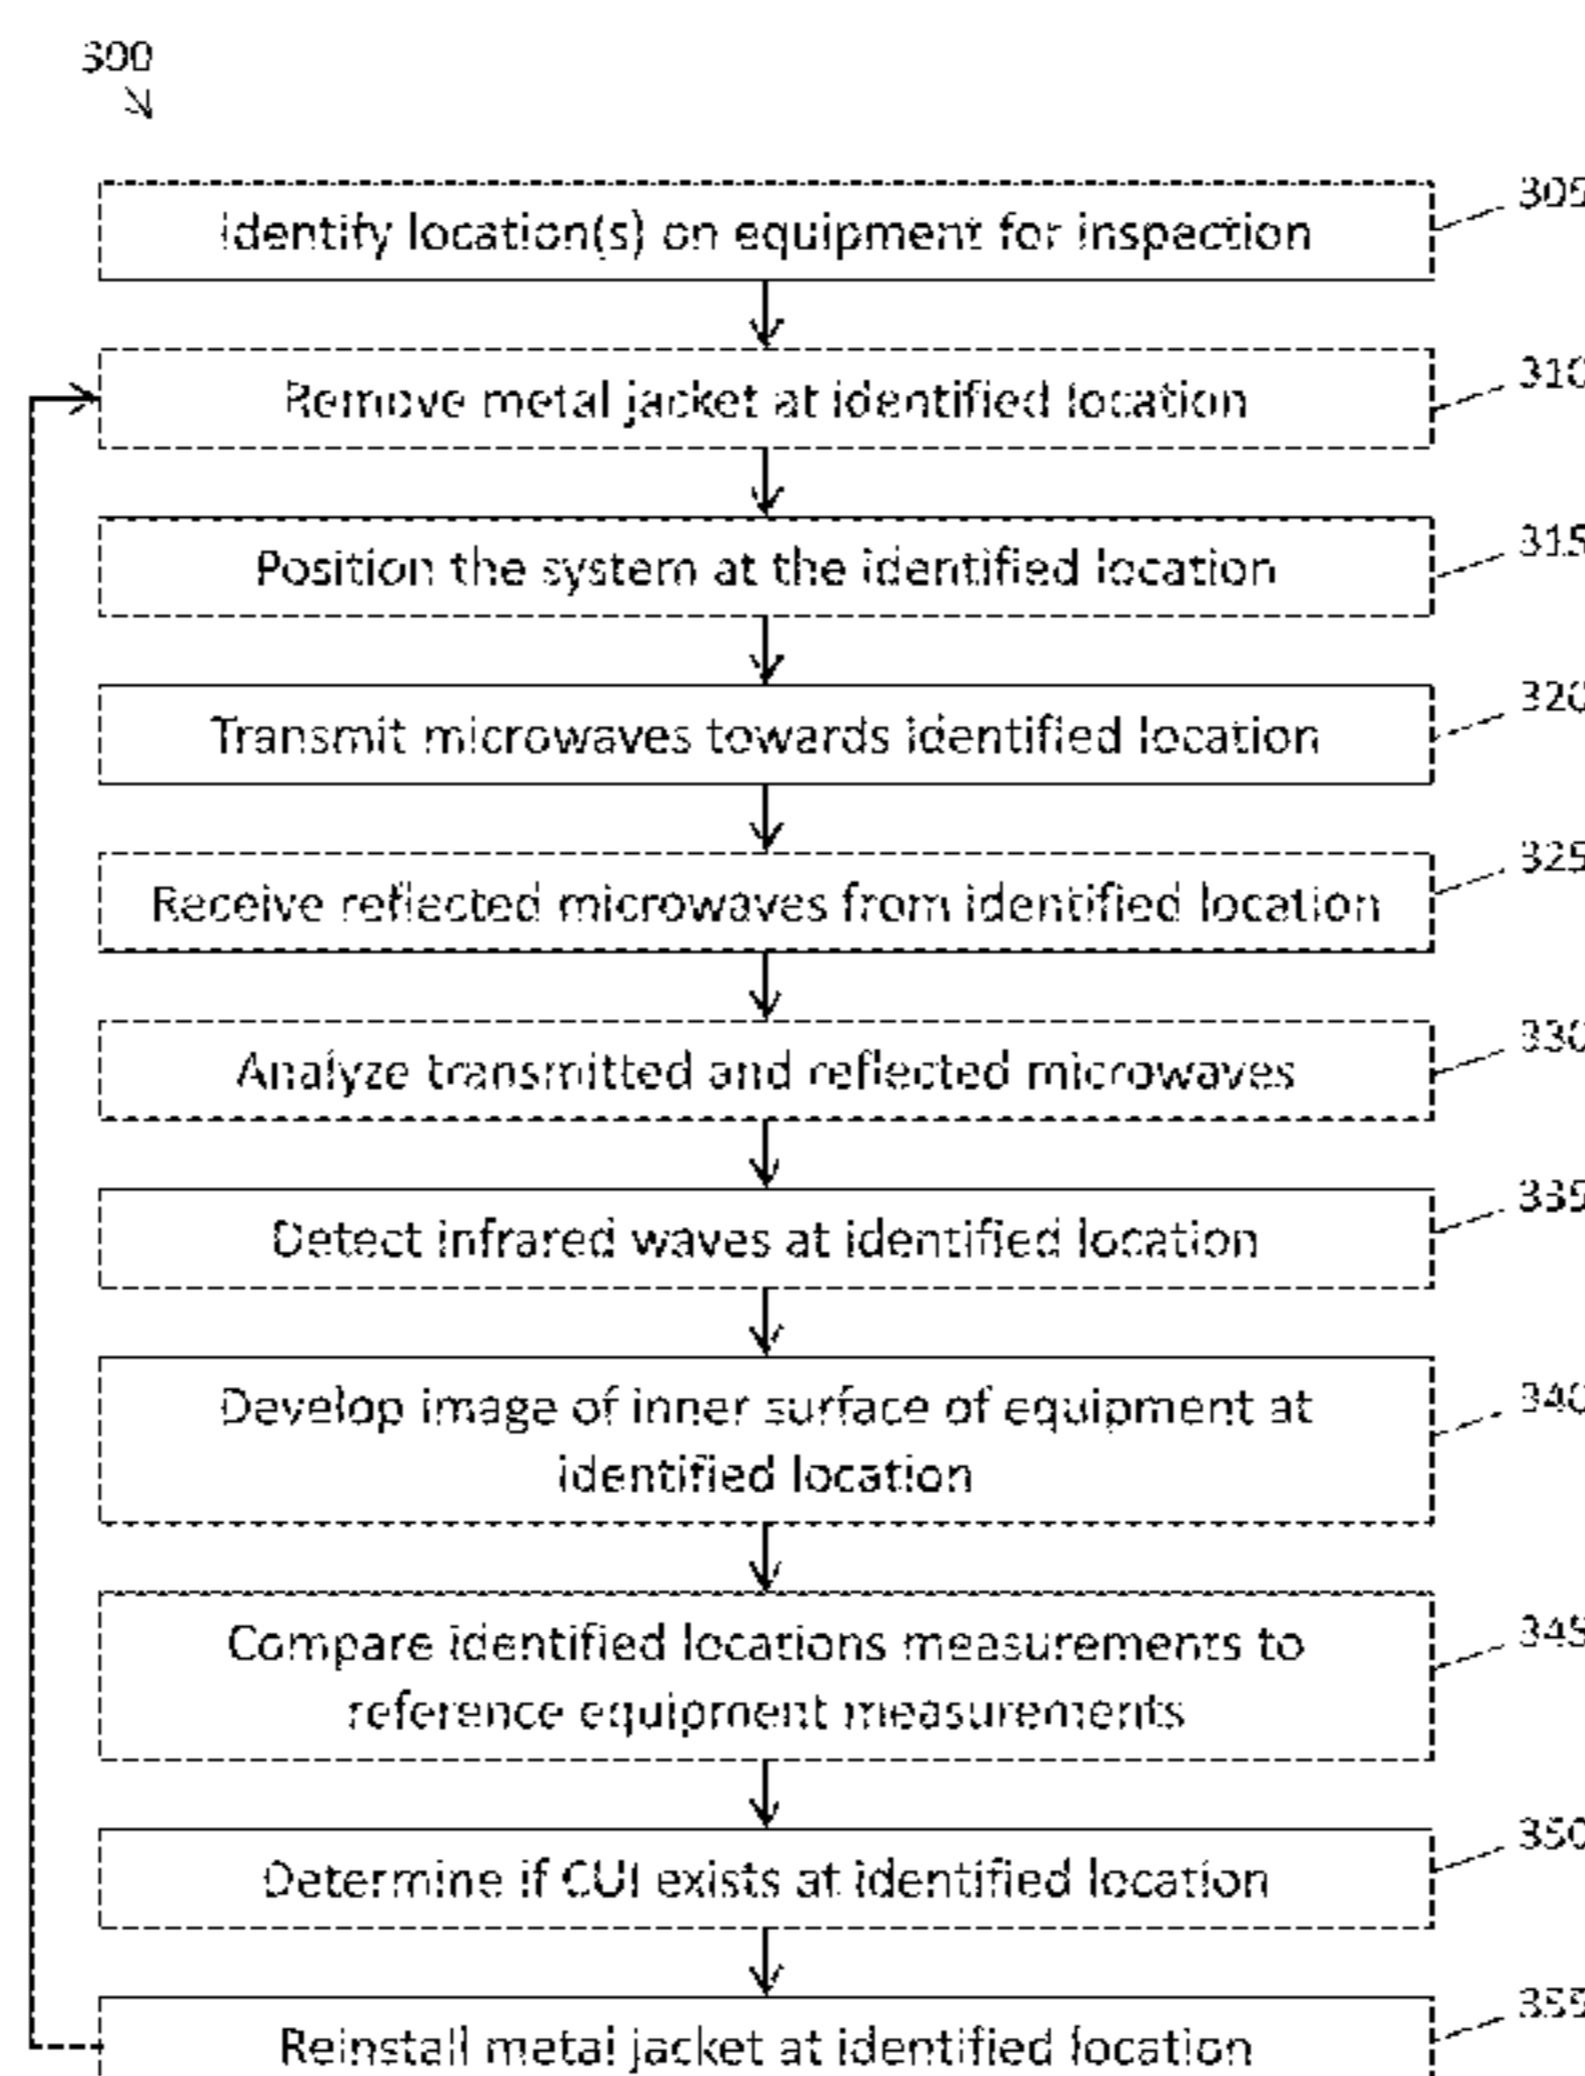 300
Identify location(s) on equipment for inspection
305
Remove metal jacket at identified location
310
Position the system at the identified location
315
Transmit microwaves towards identified location
320
Receive reflected microwaves from identified location
325
Analyze transmitted and reflected microwaves
330
Detect infrared waves at identified location
335
Develop image of inner surface of equipment at
identified location
340
Compare identified locations measurements to
reference equipment measurements
345
Determine if CUI exists at identified location
350
Reinstall metal jacket at identified location
355